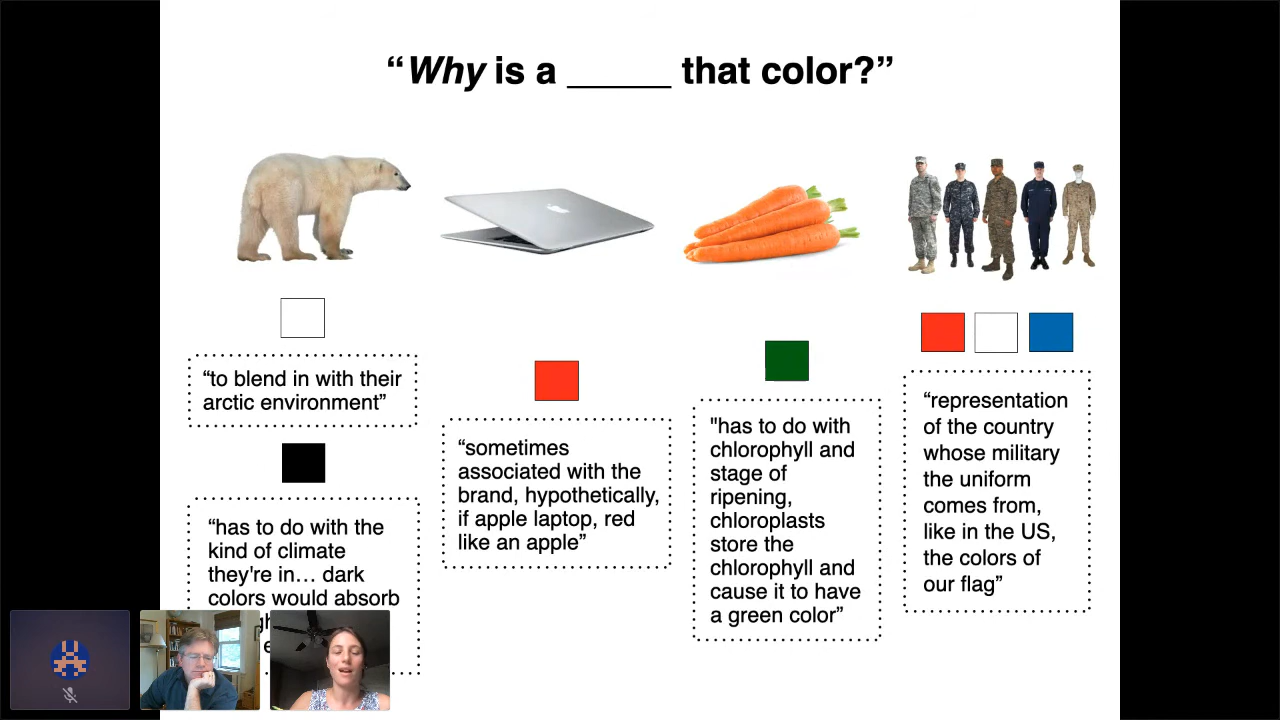 “Why is a _____ that color?”
“to blend in with their
arctic environment”
“has to do with the
kind of climate
they're in... dark
colors would absorb
“sometimes
associated with the
brand, hypothetically,
if apple laptop, red
like an apple”
"has to do with
chlorophyll and
stage of
ripening,
chloroplasts
store the
chlorophyll and
cause it to have
a green color”
“representation
of the country
whose military
the uniform
comes from,
like in the US,
the colors of
our flag”